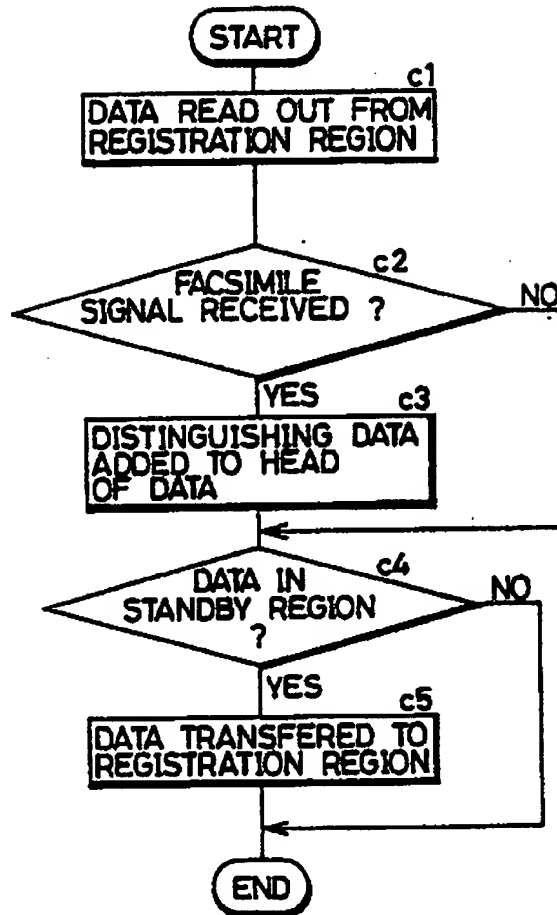 START
c1
DATA READ OUT FROM
REGISTRATION REGION
c2
FACSIMILE
SIGNAL RECEIVED ?
NO
YES
c3
DISTINGUISHING DATA
ADDED TO HEAD
OF DATA
c4
DATA IN
STANDBY REGION
?
NO
YES
c5
DATA TRANSFERED TO
REGISTRATION REGION
END